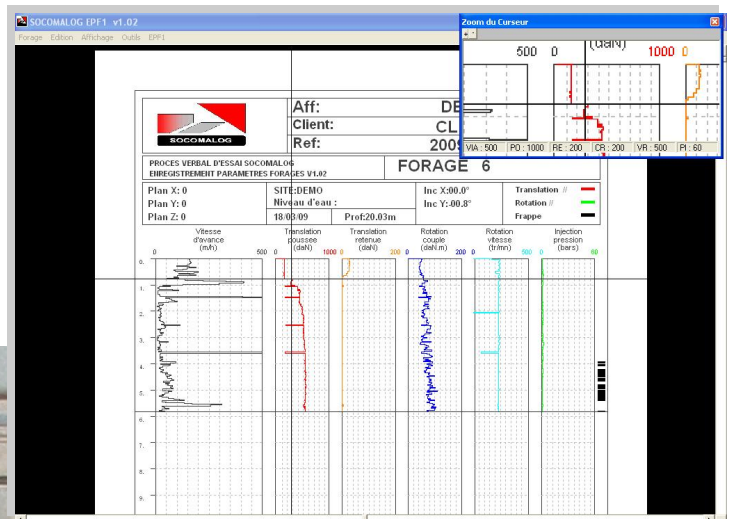 SOCOMALOG EPF1 v1.02
Forage Edition Affichage Outils EPF1
Zoom du Curseur
500 0 (daN) 1000 0
VIA : 500 PO : 1000 RE : 200 CR : 200 VR : 500 PI : 60
SOCOMALOG
Aff: DE
Client: CL
Ref: 2009
PROCES VERBAL D'ESSAI SOCOMALOG
ENREGISTREMENT PARAMETRES FORAGES V1.02
FORAGE 6
Plan X: 0 SITE:DEMO Inc X:00.0° Translation //
Plan Y: 0 Niveau d'eau : Inc Y:-00.8° Rotation //
Plan Z: 0 18/03/09 Prof:20.03m Frappe
Vitesse Translation Translation Rotation Rotation Injection
d'avance poussee retenue couple vitesse pression
(m/h) (daN) (daN) (daN.m) (tr/mn) (bars)
0 500 0 1000 0 200 0 200 0 500 0 60
0.
1.
2.
3.
4.
5.
6.
7.
8.
9.